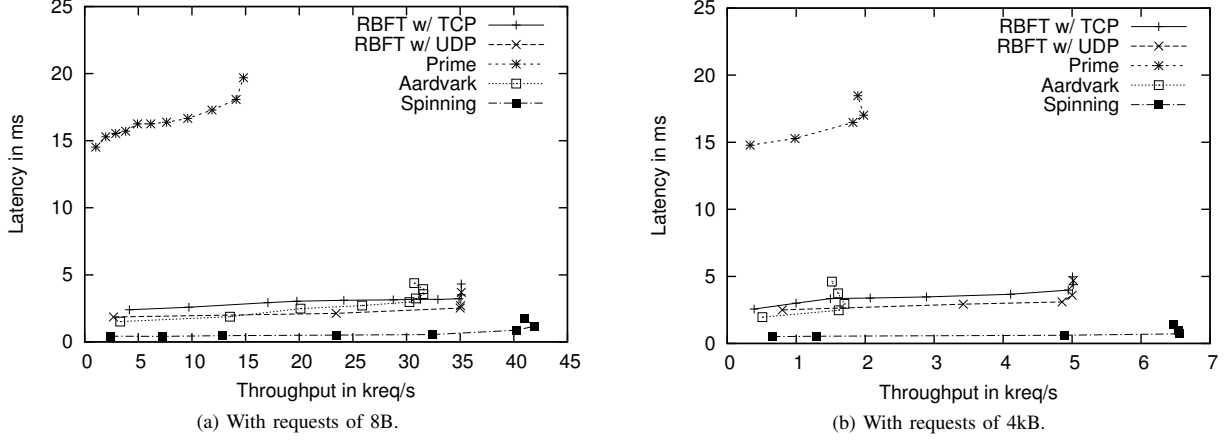 25
20
15
10
5
0
Latency in ms
0 5 10 15 20 25 30 35 40 45
Throughput in kreq/s
RBFT w/ TCP
RBFT w/ UDP
Prime
Aardvark
Spinning
(a) With requests of 8B.
25
20
15
10
5
0
Latency in ms
0 1 2 3 4 5 6 7
Throughput in kreq/s
RBFT w/ TCP
RBFT w/ UDP
Prime
Aardvark
Spinning
(b) With requests of 4kB.